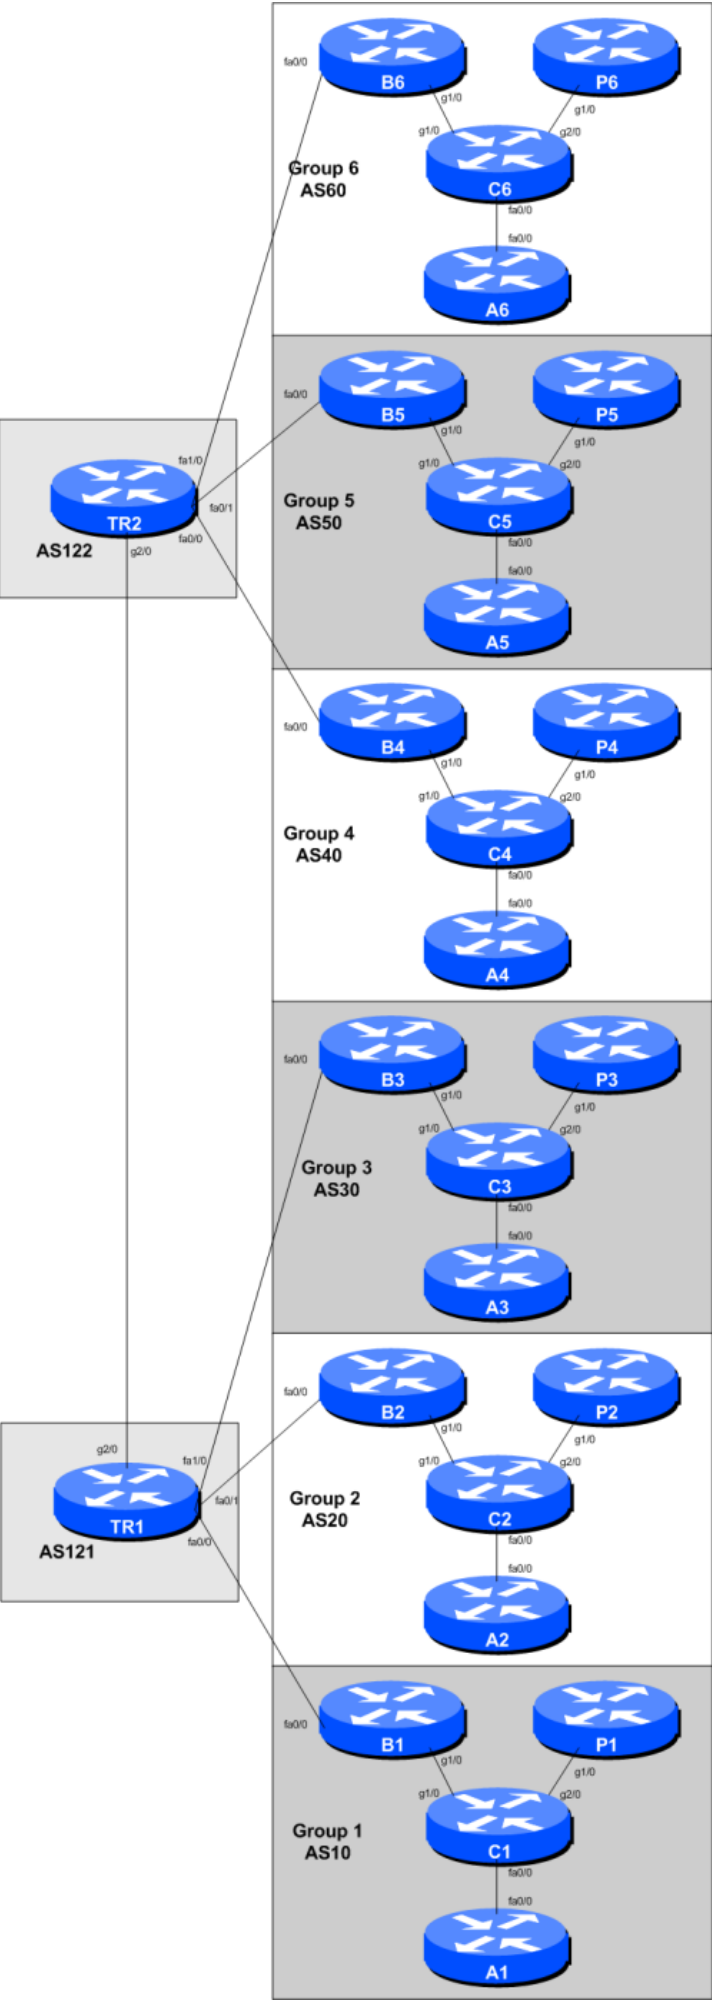 fa0/0
B6
P6
g1/0
g1/0
g1/0
g2/0
Group 6
AS60
C6
fa0/0
fa0/0
A6
fa0/0
B5
P5
g1/0
g1/0
g1/0
g2/0
Group 5
AS50
C5
fa0/0
fa0/0
A5
fa1/0
fa0/1
TR2
fa0/0
AS122
g2/0
fa0/0
B4
P4
g1/0
g1/0
g1/0
g2/0
Group 4
AS40
C4
fa0/0
fa0/0
A4
fa0/0
B3
P3
g1/0
g1/0
g1/0
g2/0
Group 3
AS30
C3
fa0/0
fa0/0
A3
fa0/0
B2
P2
g1/0
g1/0
g1/0
g2/0
Group 2
AS20
C2
fa0/0
fa0/0
A2
g2/0
fa1/0
fa0/1
TR1
fa0/0
AS121
fa0/0
B1
P1
g1/0
g1/0
g1/0
g2/0
Group 1
AS10
C1
fa0/0
fa0/0
A1